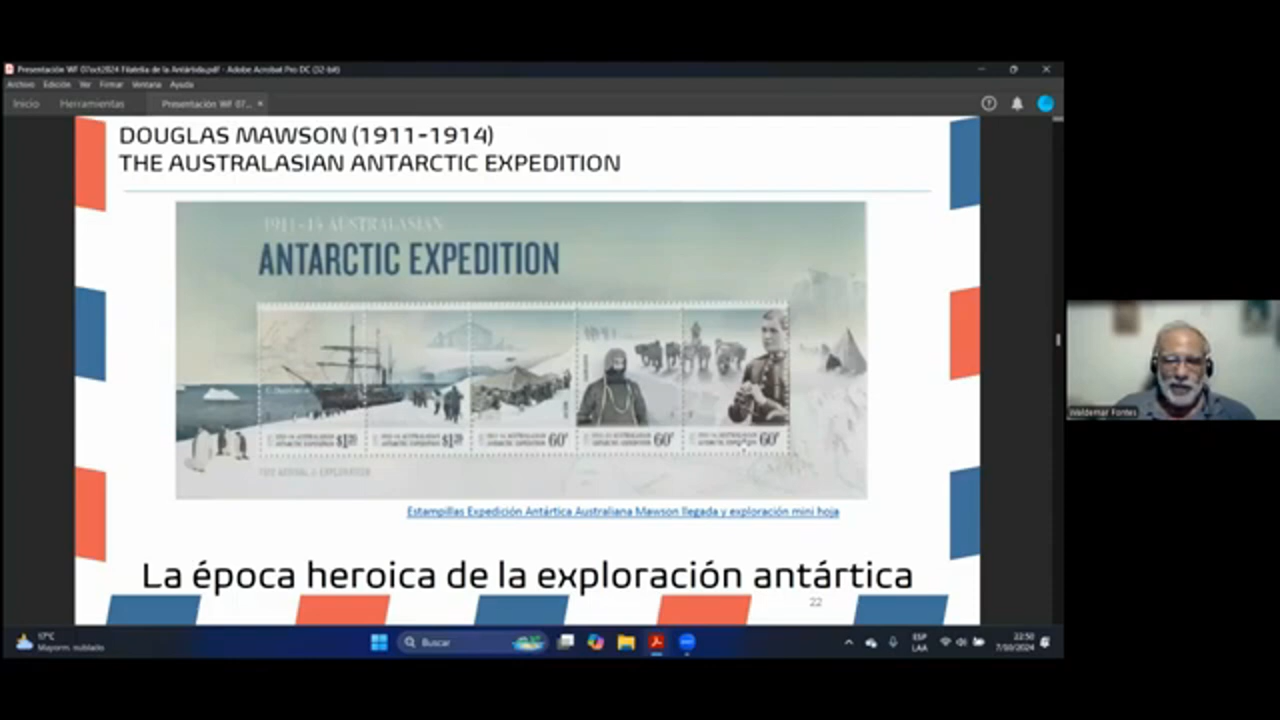 Presentación WF 07oct2024 Filatelia de la Antártida.pdf - Adobe Acrobat Pro DC (32-bit)
Archivo Edición Ver Firmar Ventana Ayuda
Inicio Herramientas Presentación WF 07...
DOUGLAS MAWSON (1911-1914)
THE AUSTRALASIAN ANTARCTIC EXPEDITION
1911-14 AUSTRALASIAN
ANTARCTIC EXPEDITION
$1.20 $1.20 60c 60c 60c
Estampillas Expedición Antártica Australiana Mawson llegada y exploración mini hoja
La época heroica de la exploración antártica
22
Waldemar Fontes
17°C
Mayorm. nublado
Buscar
ESP
LAA
22:50
7/10/2024